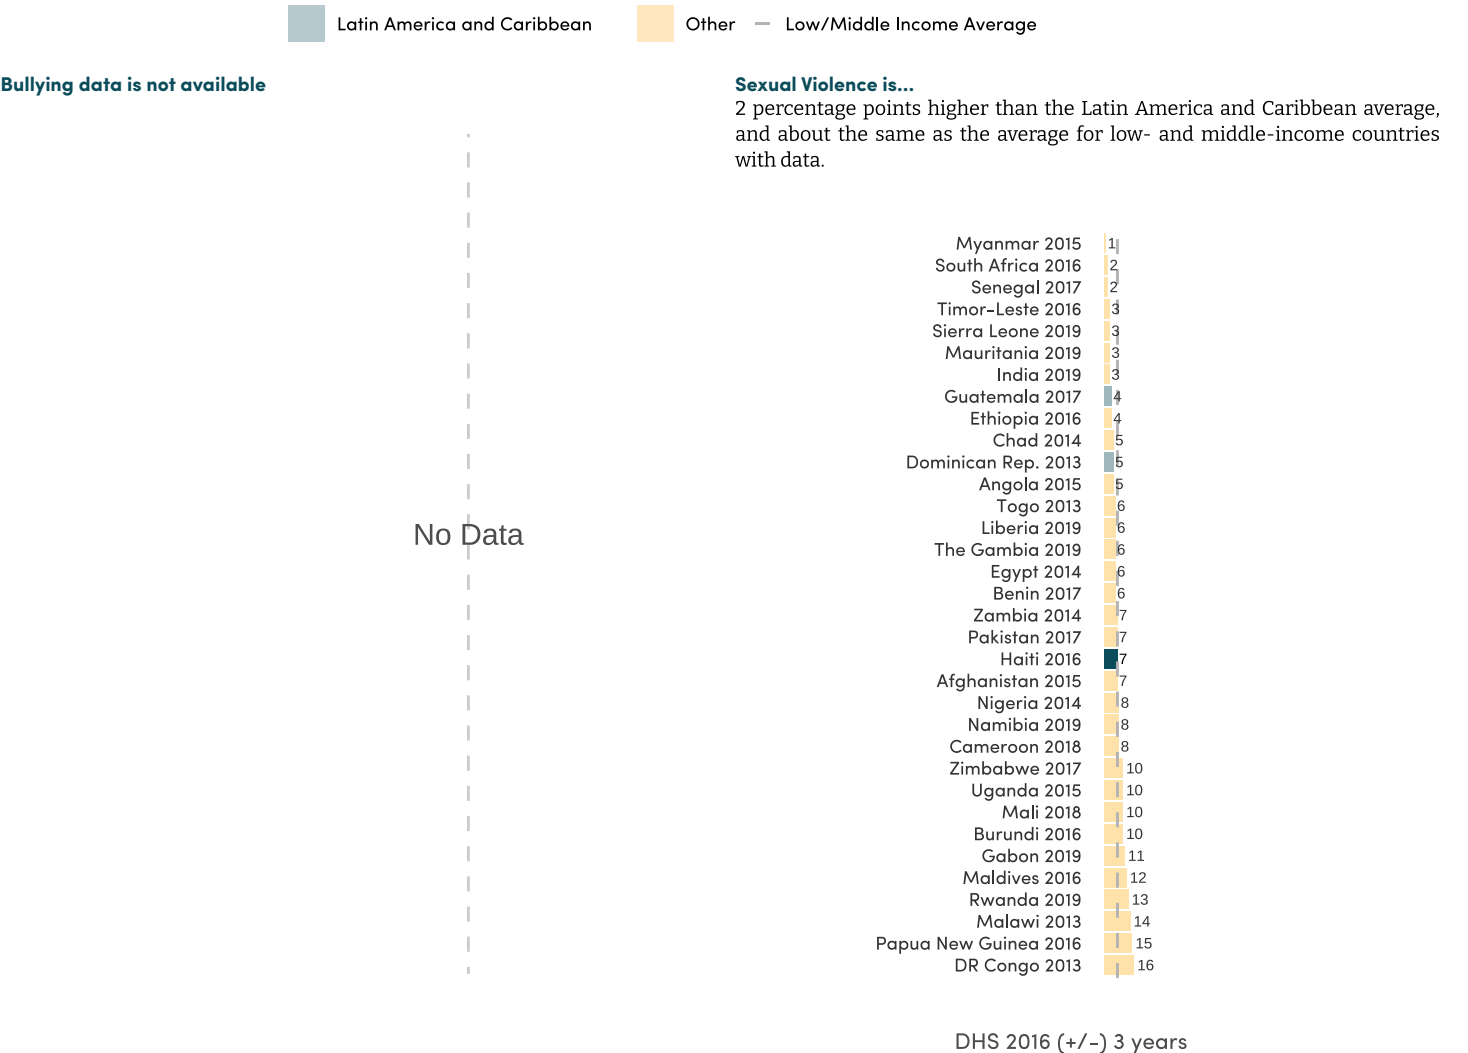 Latin America and Caribbean Other Low/Middle Income Average
Bullying data is not available
Sexual Violence is...
2 percentage points higher than the Latin America and Caribbean average,
and about the same as the average for low- and middle-income countries
with data.
No Data
Myanmar 2015 1
South Africa 2016 2
Senegal 2017 2
Timor-Leste 2016 3
Sierra Leone 2019 3
Mauritania 2019 3
India 2019 3
Guatemala 2017 4
Ethiopia 2016 4
Chad 2014 5
Dominican Rep. 2013 5
Angola 2015 5
Togo 2013 6
Liberia 2019 6
The Gambia 2019 6
Egypt 2014 6
Benin 2017 6
Zambia 2014 7
Pakistan 2017 7
Haiti 2016 7
Afghanistan 2015 7
Nigeria 2014 8
Namibia 2019 8
Cameroon 2018 8
Zimbabwe 2017 10
Uganda 2015 10
Mali 2018 10
Burundi 2016 10
Gabon 2019 11
Maldives 2016 12
Rwanda 2019 13
Malawi 2013 14
Papua New Guinea 2016 15
DR Congo 2013 16
DHS 2016 (+/-) 3 years